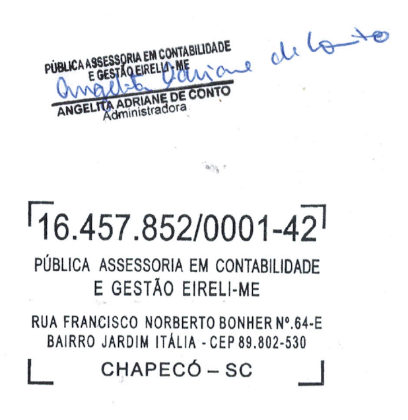 PÚBLICA ASSESSORIA EM CONTABILIDADE
E GESTÃO EIRELI-ME
Angelita Adriane de Conto
ANGELITA ADRIANE DE CONTO
Administradora
16.457.852/0001-42
PÚBLICA ASSESSORIA EM CONTABILIDADE
E GESTÃO EIRELI-ME
RUA FRANCISCO NORBERTO BONHER Nº.64-E
BAIRRO JARDIM ITÁLIA - CEP 89.802-530
CHAPECÓ – SC